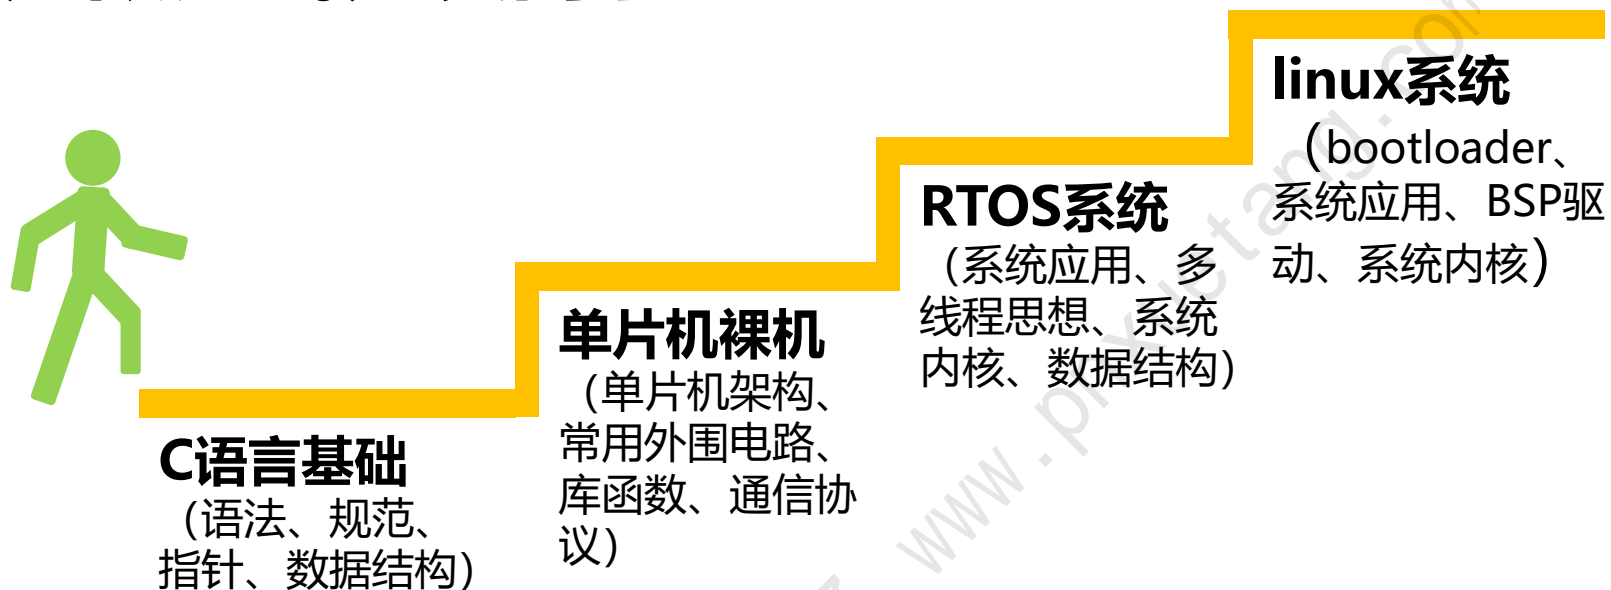 C语言基础
（语法、规范、
指针、数据结构）
单片机裸机
（单片机架构、
常用外围电路、
库函数、通信协
议）
RTOS系统
（系统应用、多
线程思想、系统
内核、数据结构）
linux系统
（bootloader、
系统应用、BSP驱
动、系统内核）